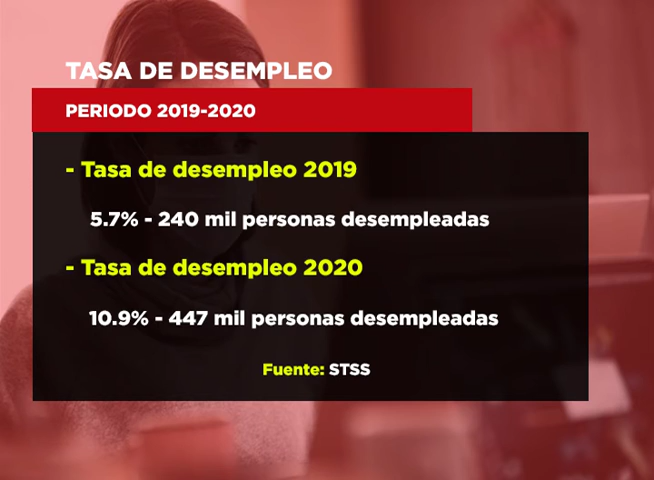 TASA DE DESEMPLEO
PERIODO 2019-2020
- Tasa de desempleo 2019
5.7% - 240 mil personas desempleadas
- Tasa de desempleo 2020
10.9% - 447 mil personas desempleadas
Fuente: STSS